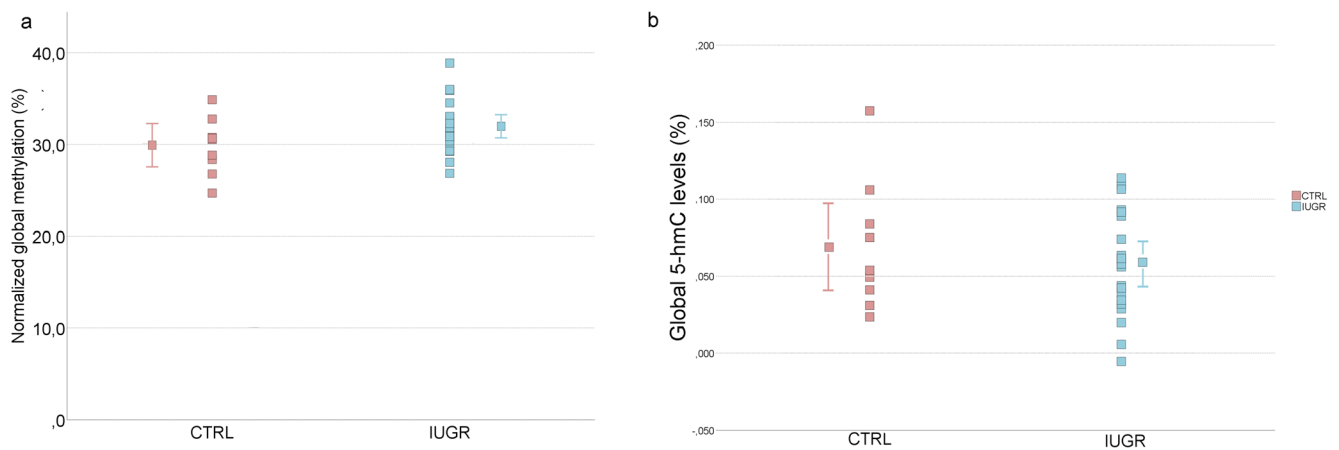 a
Normalized global methylation (%)
40,0
30,0
20,0
10,0
,0
CTRL
IUGR
b
Global 5-hmC levels (%)
,200
,150
,100
,050
,000
-,050
CTRL
IUGR
CTRL
IUGR